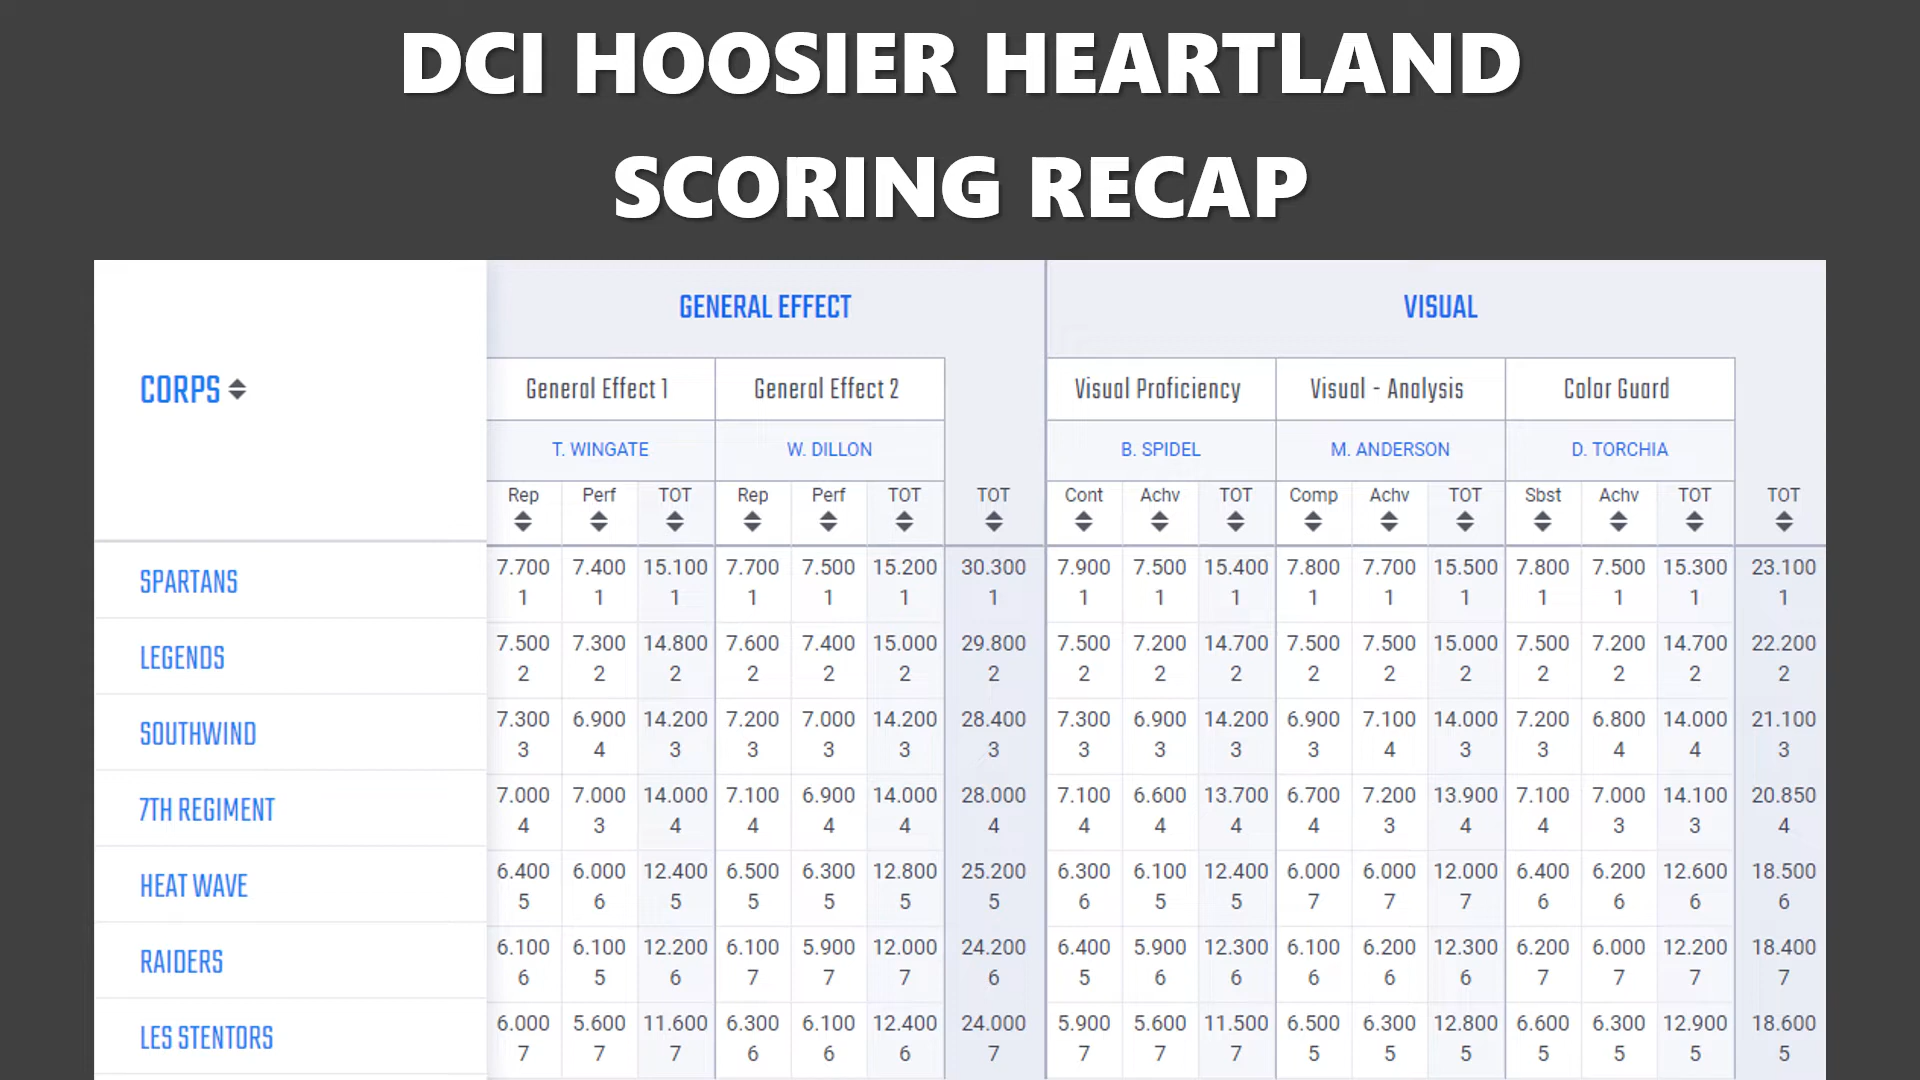 DCI HOOSIER HEARTLAND
SCORING RECAP
GENERAL EFFECT VISUAL
CORPS General Effect 1 General Effect 2 Visual Proficiency Visual - Analysis Color Guard
T. WINGATE W. DILLON B. SPIDEL M. ANDERSON D. TORCHIA
Rep Perf TOT Rep Perf TOT TOT Cont Achv TOT Comp Achv TOT Sbst Achv TOT TOT
SPARTANS 7.700 7.400 15.100 7.700 7.500 15.200 30.300 7.900 7.500 15.400 7.800 7.700 15.500 7.800 7.500 15.300 23.100
1 1 1 1 1 1 1 1 1 1 1 1 1 1 1 1 1
LEGENDS 7.500 7.300 14.800 7.600 7.400 15.000 29.800 7.500 7.200 14.700 7.500 7.500 15.000 7.500 7.200 14.700 22.200
2 2 2 2 2 2 2 2 2 2 2 2 2 2 2 2 2
SOUTHWIND 7.300 6.900 14.200 7.200 7.000 14.200 28.400 7.300 6.900 14.200 6.900 7.100 14.000 7.200 6.800 14.000 21.100
3 4 3 3 3 3 3 3 3 3 3 4 3 3 4 4 3
7TH REGIMENT 7.000 7.000 14.000 7.100 6.900 14.000 28.000 7.100 6.600 13.700 6.700 7.200 13.900 7.100 7.000 14.100 20.850
4 3 4 4 4 4 4 4 4 4 4 3 4 4 3 3 4
HEAT WAVE 6.400 6.000 12.400 6.500 6.300 12.800 25.200 6.300 6.100 12.400 6.000 6.000 12.000 6.400 6.200 12.600 18.500
5 6 5 5 5 5 5 6 5 5 7 7 7 6 6 6 6
RAIDERS 6.100 6.100 12.200 6.100 5.900 12.000 24.200 6.400 5.900 12.300 6.100 6.200 12.300 6.200 6.000 12.200 18.400
6 5 6 7 7 7 6 5 6 6 6 6 6 7 7 7 7
LES STENTORS 6.000 5.600 11.600 6.300 6.100 12.400 24.000 5.900 5.600 11.500 6.500 6.300 12.800 6.600 6.300 12.900 18.600
7 7 7 6 6 6 7 7 7 7 5 5 5 5 5 5 5